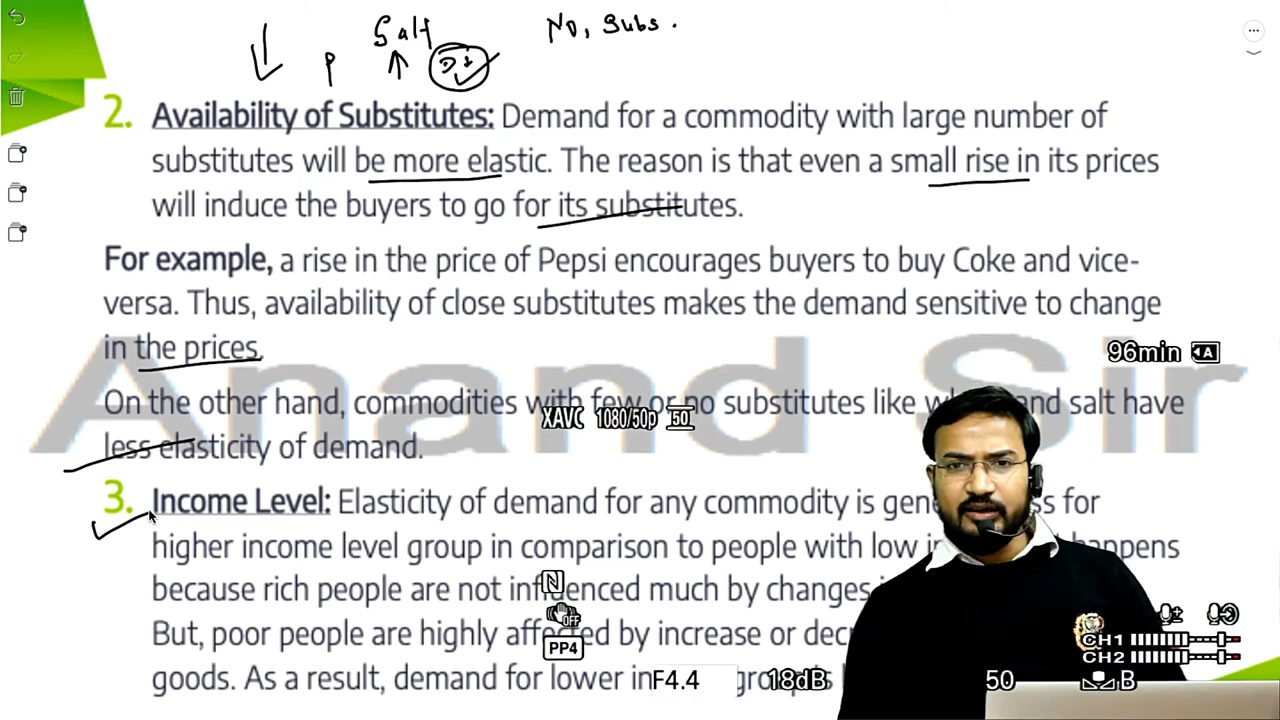 Salt No, Subs.
P ↑ D↓
2. Availability of Substitutes: Demand for a commodity with large number of
substitutes will be more elastic. The reason is that even a small rise in its prices
will induce the buyers to go for its substitutes.
For example, a rise in the price of Pepsi encourages buyers to buy Coke and vice-
versa. Thus, availability of close substitutes makes the demand sensitive to change
in the prices.
96min A
Anand Sir
On the other hand, commodities with few or no substitutes like and salt have
XAVC 1080/50p 50
less elasticity of demand.
3. Income Level: Elasticity of demand for any commodity is for
higher income level group in comparison to people with low happens
because rich people are not influenced much by changes
N
OFF
But, poor people are highly affected by increase or
PP4
CH1
CH2
goods. As a result, demand for lower
F4.4 18dB 50 B